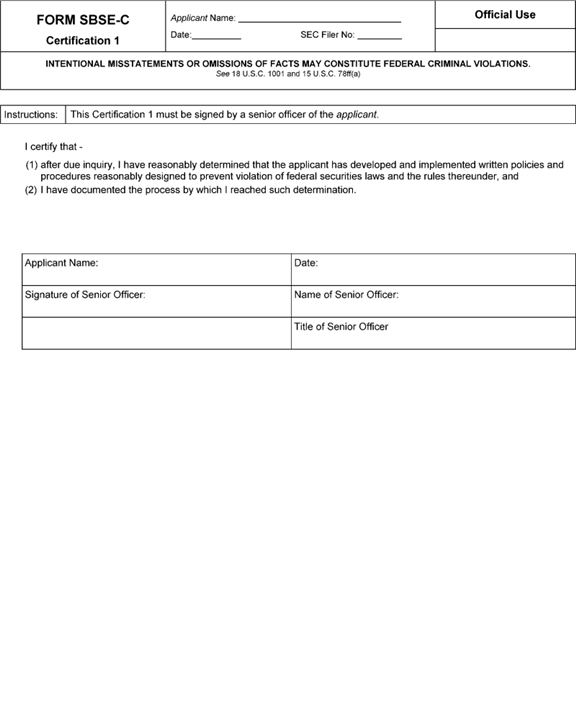 FORM SBSE-C
Certification 1
Applicant Name: ______________________________
Date:_________ SEC Filer No: ________
Official Use
INTENTIONAL MISSTATEMENTS OR OMISSIONS OF FACTS MAY CONSTITUTE FEDERAL CRIMINAL VIOLATIONS.
See 18 U.S.C. 1001 and 15 U.S.C. 78ff(a)
Instructions: This Certification 1 must be signed by a senior officer of the applicant.
I certify that -
(1) after due inquiry, I have reasonably determined that the applicant has developed and implemented written policies and
procedures reasonably designed to prevent violation of federal securities laws and the rules thereunder, and
(2) I have documented the process by which I reached such determination.
Applicant Name: Date:
Signature of Senior Officer: Name of Senior Officer:
Title of Senior Officer